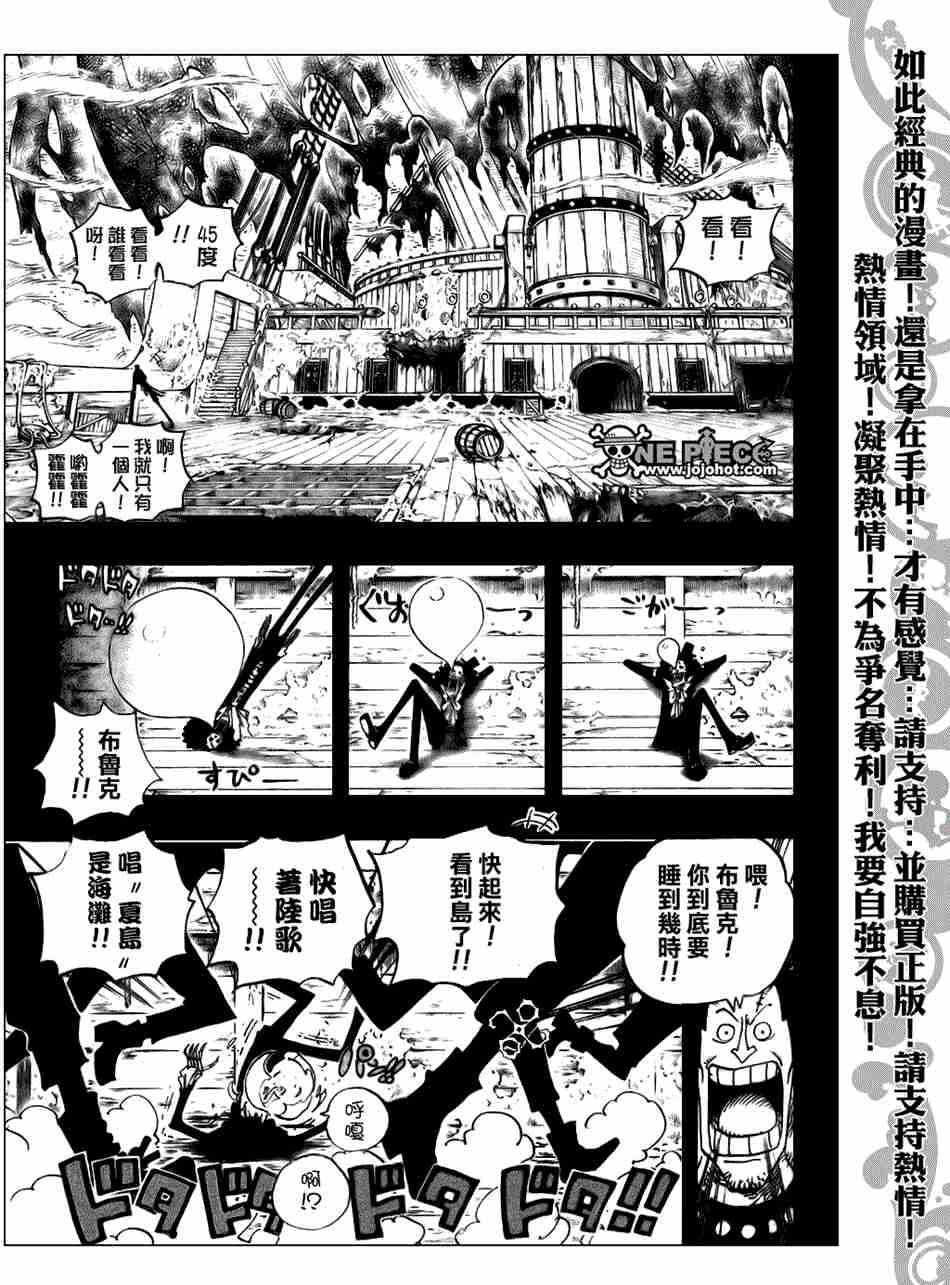 如此經典的漫畫！還是拿在手中…才有感覺…請支持…並購買正版！請支持熱情！
熱情領域！凝聚熱情！不為爭名奪利！我要自強不息！
看
看
！
！
45
度
！！
看看！
誰看看
呀！
啊！
我就只有
一個人！
喲
霍霍
霍霍!!
ONE PIECE
www.jojohot.com
ごがーーっ
ぐおーーっ
ドタドタ
ドタ…!!
すぴー
布魯克
～!!
喂！
布魯克！
你到底要
睡到幾時!!
快起來！
看到島了!!
快唱
著陸歌
～!!
唱〃夏島
是海灘〃!!
パンッ!!
呼嘎
啊!?
ドタドタドタドタ!!